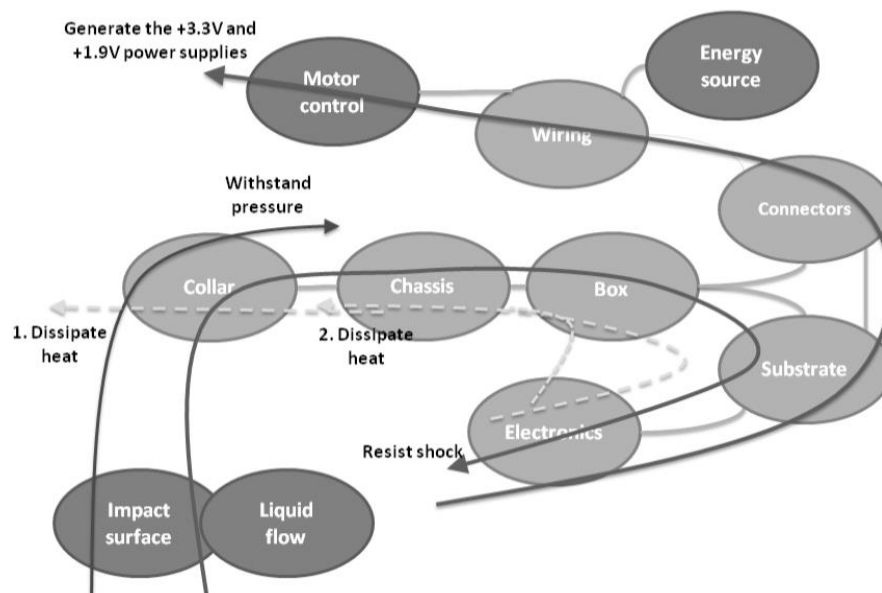 Generate the +3.3V and
+1.9V power supplies
Motor
control
Energy
source
Wiring
Withstand
pressure
Connectors
Collar
Chassis
Box
1. Dissipate
heat
2. Dissipate
heat
Substrate
Electronics
Resist shock
Impact
surface
Liquid
flow